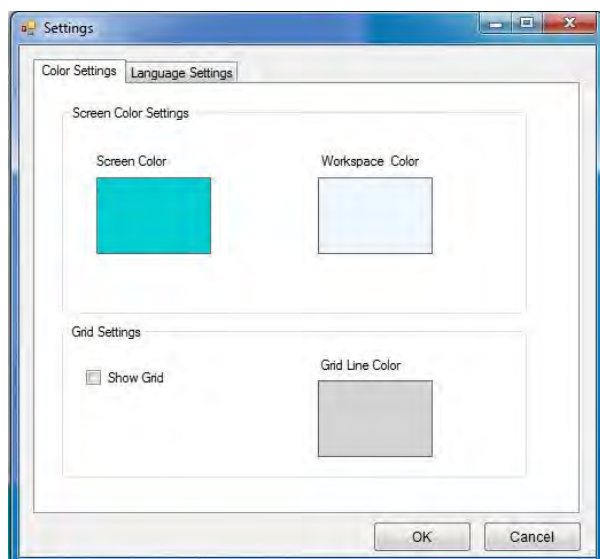 Settings
Color Settings Language Settings
Screen Color Settings
Screen Color Workspace Color
Grid Settings
Show Grid Grid Line Color
OK Cancel